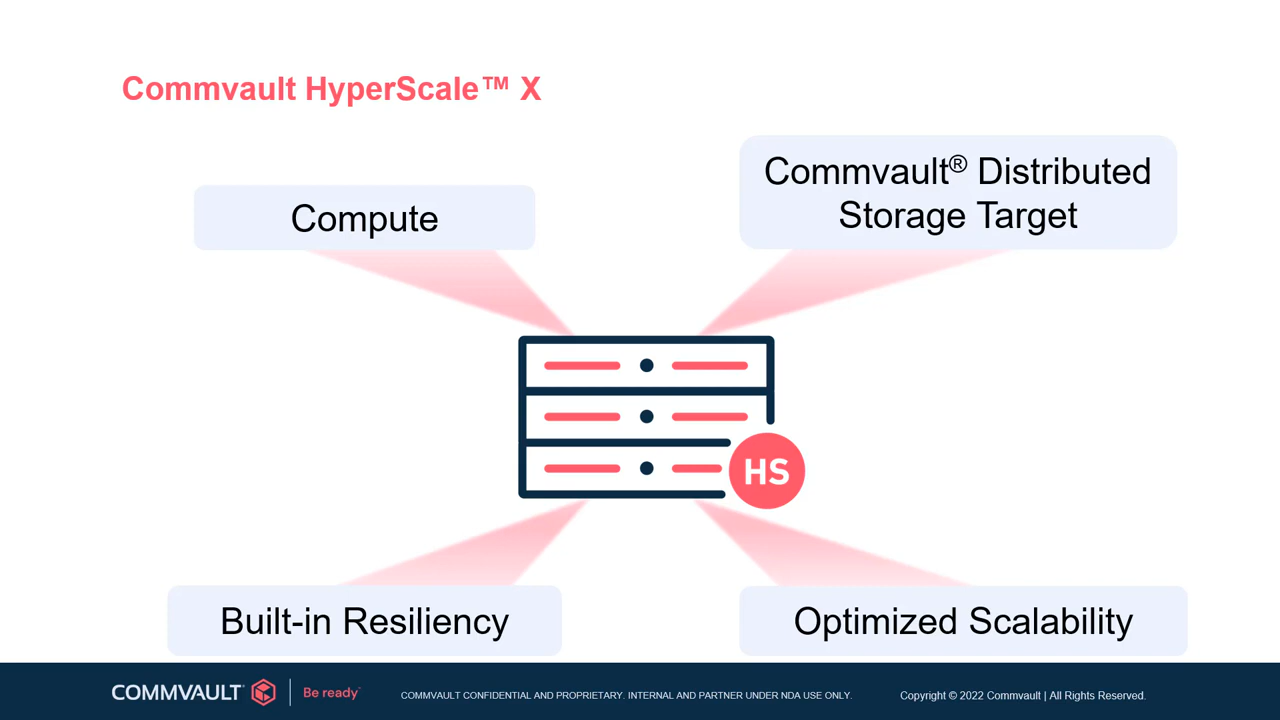 Commvault HyperScale™ X
Compute
Commvault® Distributed
Storage Target
HS
Built-in Resiliency
Optimized Scalability
COMMVAULT Be ready™
COMMVAULT CONFIDENTIAL AND PROPRIETARY. INTERNAL AND PARTNER UNDER NDA USE ONLY.
Copyright © 2022 Commvault | All Rights Reserved.